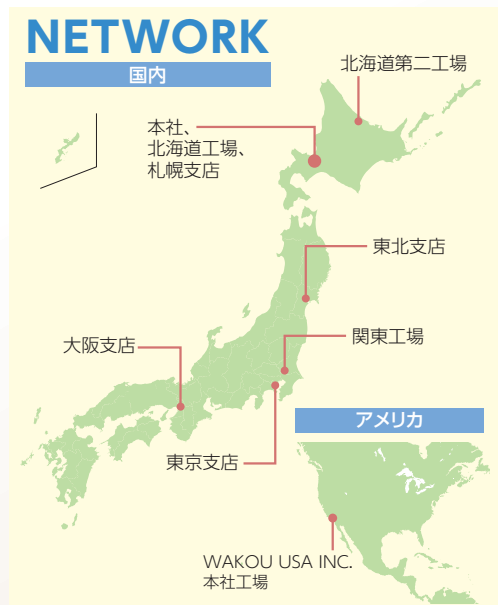 NETWORK
国内
北海道第二工場
本社、
北海道工場、
札幌支店
東北支店
関東工場
大阪支店
東京支店
アメリカ
WAKOU USA INC.
本社工場